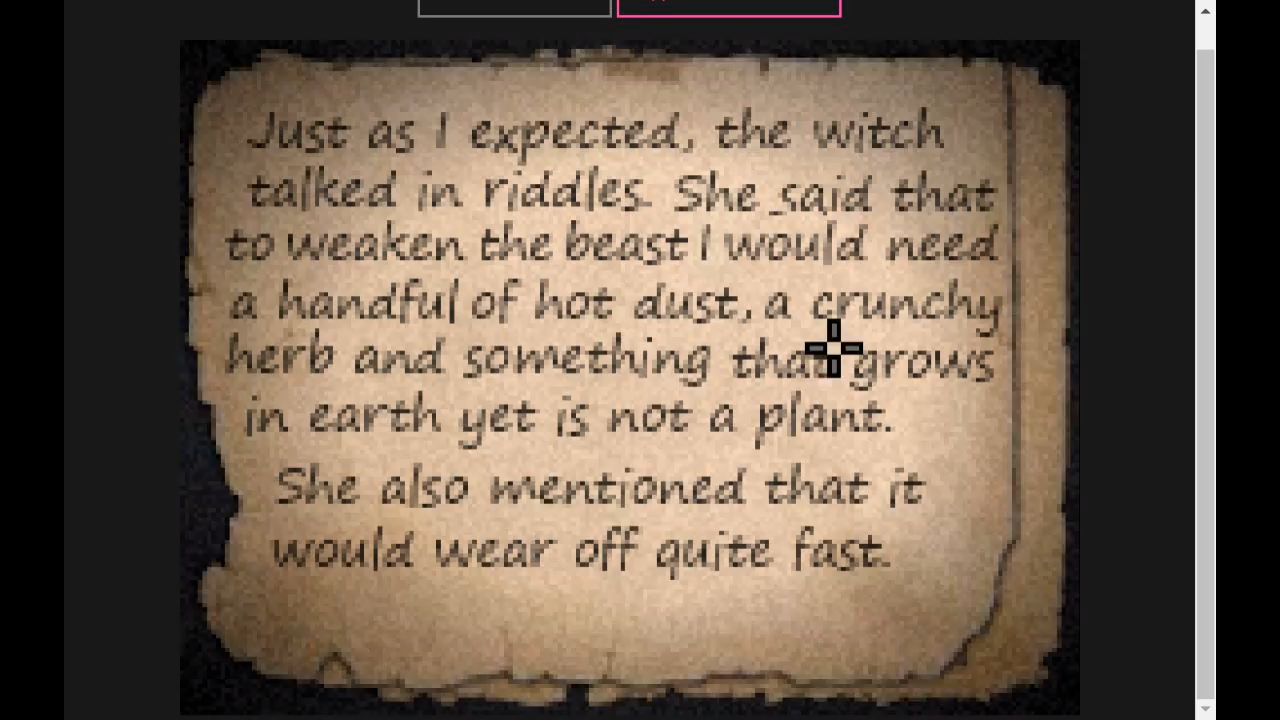 Just as I expected, the witch
talked in riddles. She said that
to weaken the beast I would need
a handful of hot dust, a crunchy
herb and something that grows
in earth yet is not a plant.
She also mentioned that it
would wear off quite fast.